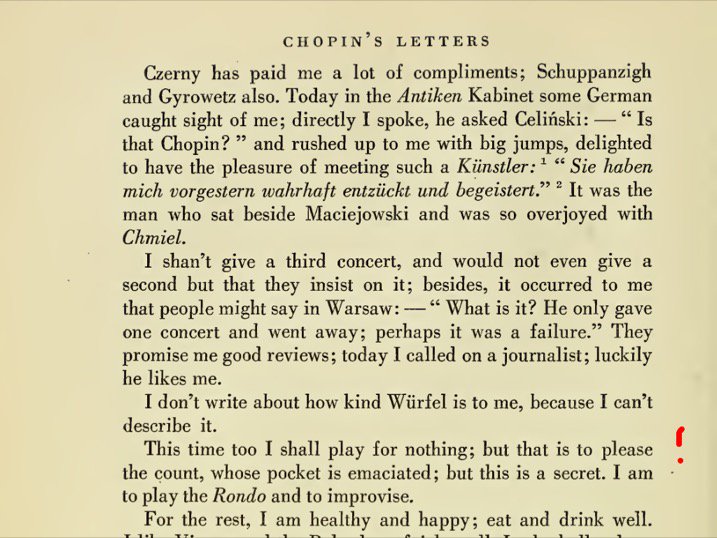 CHOPIN'S LETTERS
Czerny has paid me a lot of compliments; Schuppanzigh
and Gyrowetz also. Today in the Antiken Kabinet some German
caught sight of me; directly I spoke, he asked Celiński: — “ Is
that Chopin? ” and rushed up to me with big jumps, delighted
to have the pleasure of meeting such a Künstler: ¹ “ Sie haben
mich vorgestern wahrhaft entzückt und begeistert.” ² It was the
man who sat beside Maciejowski and was so overjoyed with
Chmiel.
I shan't give a third concert, and would not even give a
second but that they insist on it; besides, it occurred to me
that people might say in Warsaw: — “ What is it? He only gave
one concert and went away; perhaps it was a failure.” They
promise me good reviews; today I called on a journalist; luckily
he likes me.
I don't write about how kind Würfel is to me, because I can't
describe it.
This time too I shall play for nothing; but that is to please
the count, whose pocket is emaciated; but this is a secret. I am
to play the Rondo and to improvise.
For the rest, I am healthy and happy; eat and drink well.